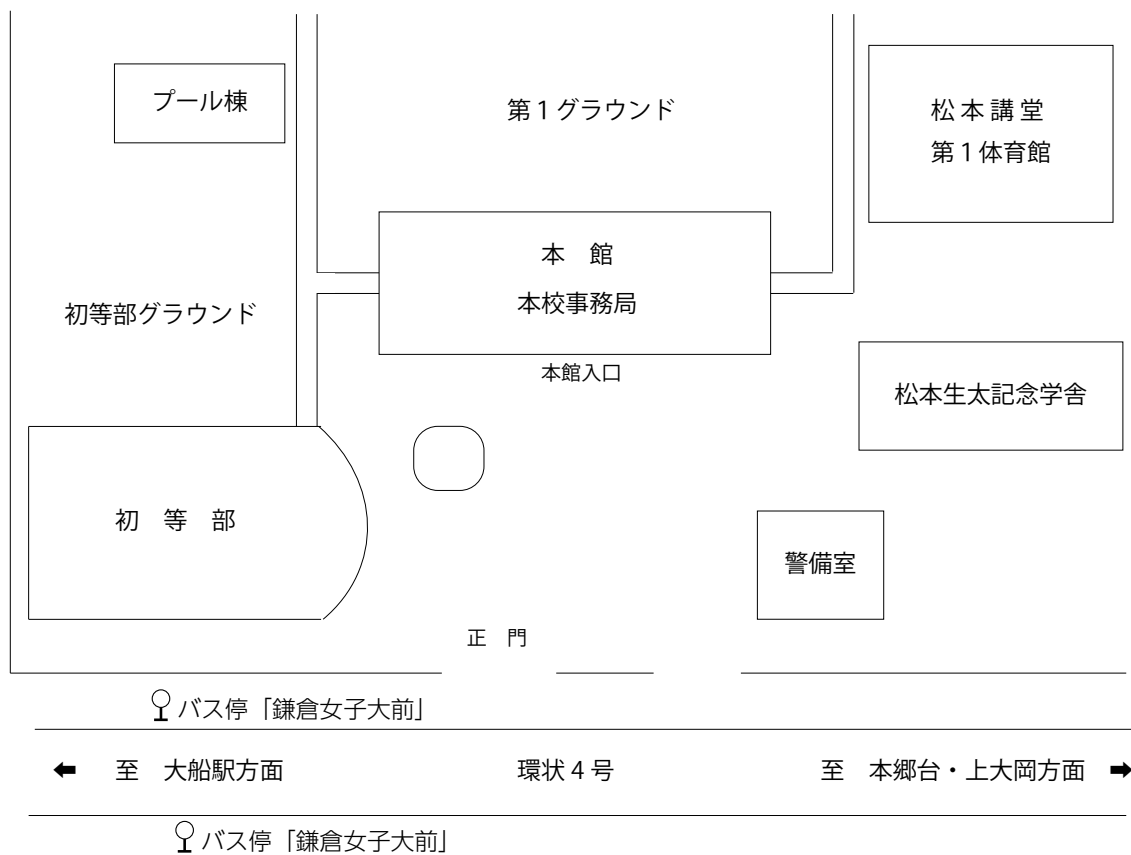 プール棟
第１グラウンド
松本講堂
第１体育館
本　館
本校事務局
初等部グラウンド
本館入口
松本生太記念学舎
初　等　部
警備室
正　門
バス停「鎌倉女子大前」
至　大船駅方面
環状４号
至　本郷台・上大岡方面
バス停「鎌倉女子大前」